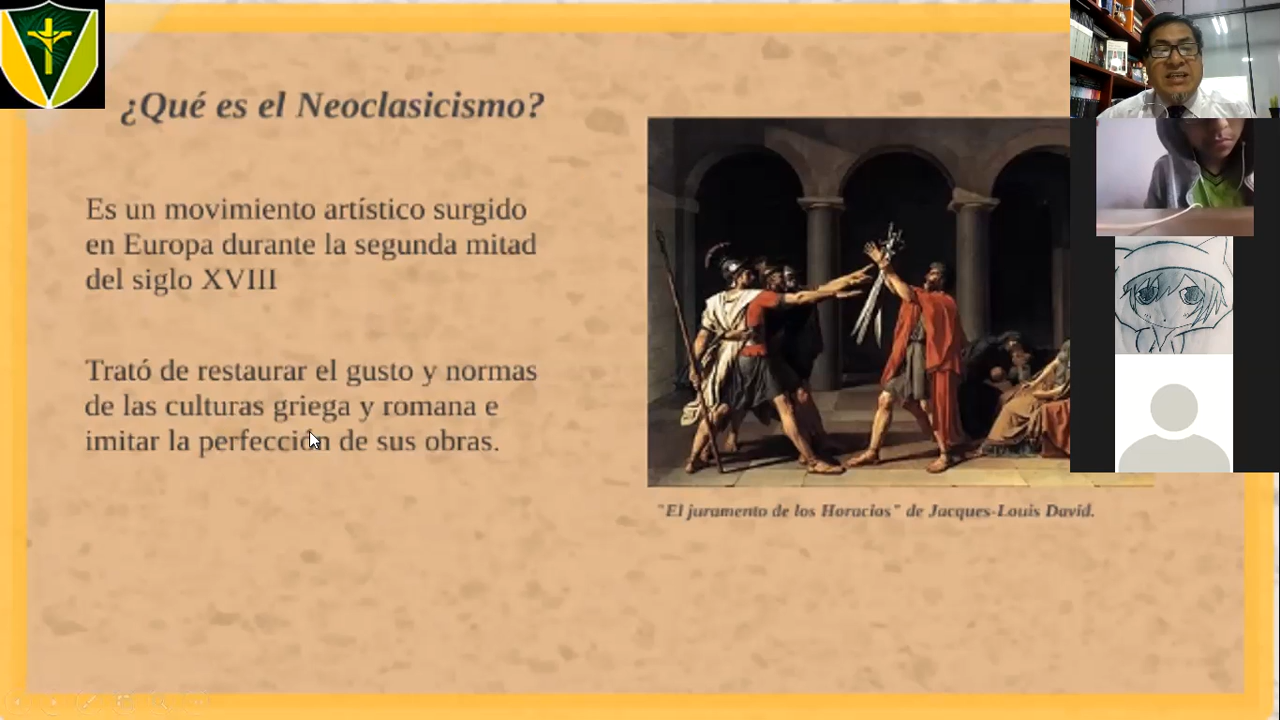 ¿Qué es el Neoclasicismo?
Es un movimiento artístico surgido
en Europa durante la segunda mitad
del siglo XVIII
Trató de restaurar el gusto y normas
de las culturas griega y romana e
imitar la perfección de sus obras.
"El juramento de los Horacios" de Jacques-Louis David.